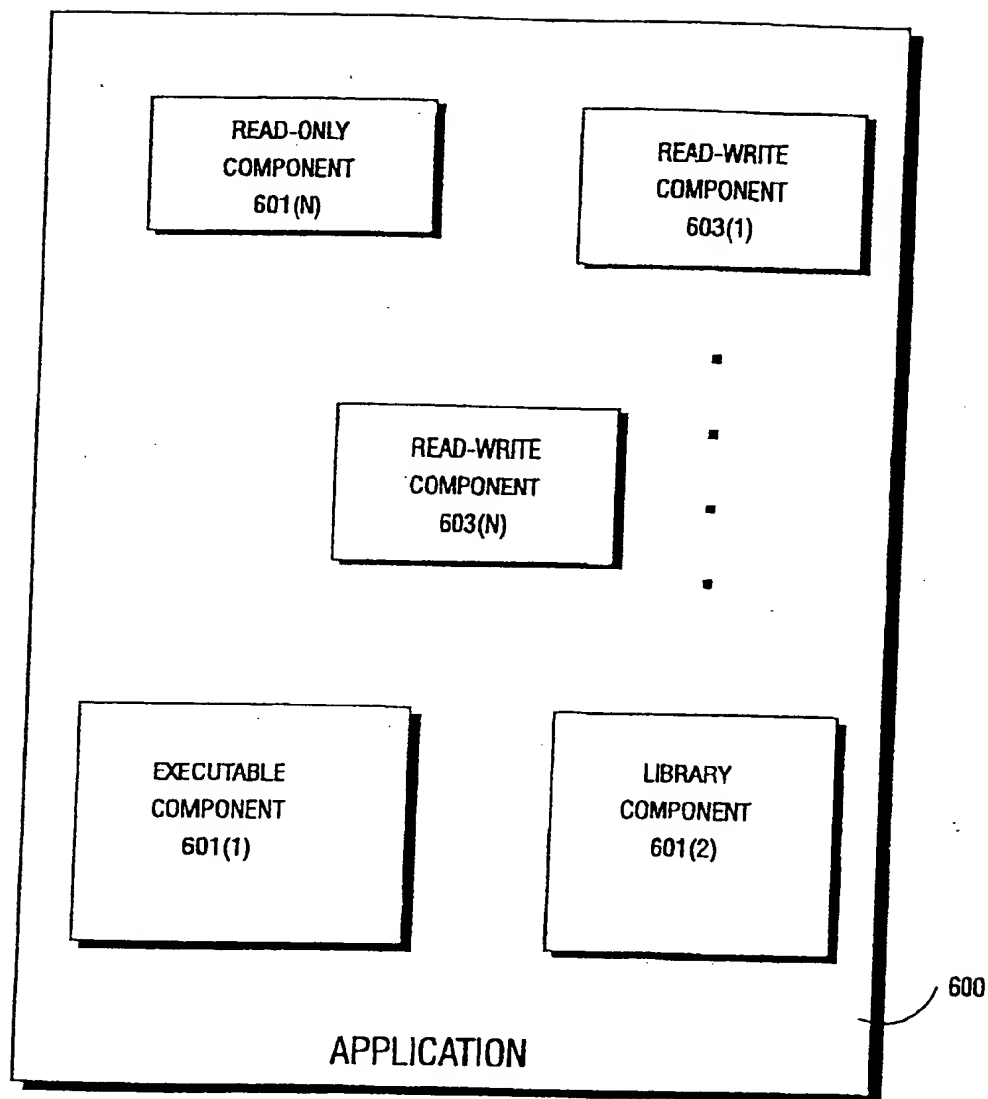 READ-ONLY
COMPONENT
601(N)
READ-WRITE
COMPONENT
603(1)
READ-WRITE
COMPONENT
603(N)
EXECUTABLE
COMPONENT
601(1)
LIBRARY
COMPONENT
601(2)
600
APPLICATION